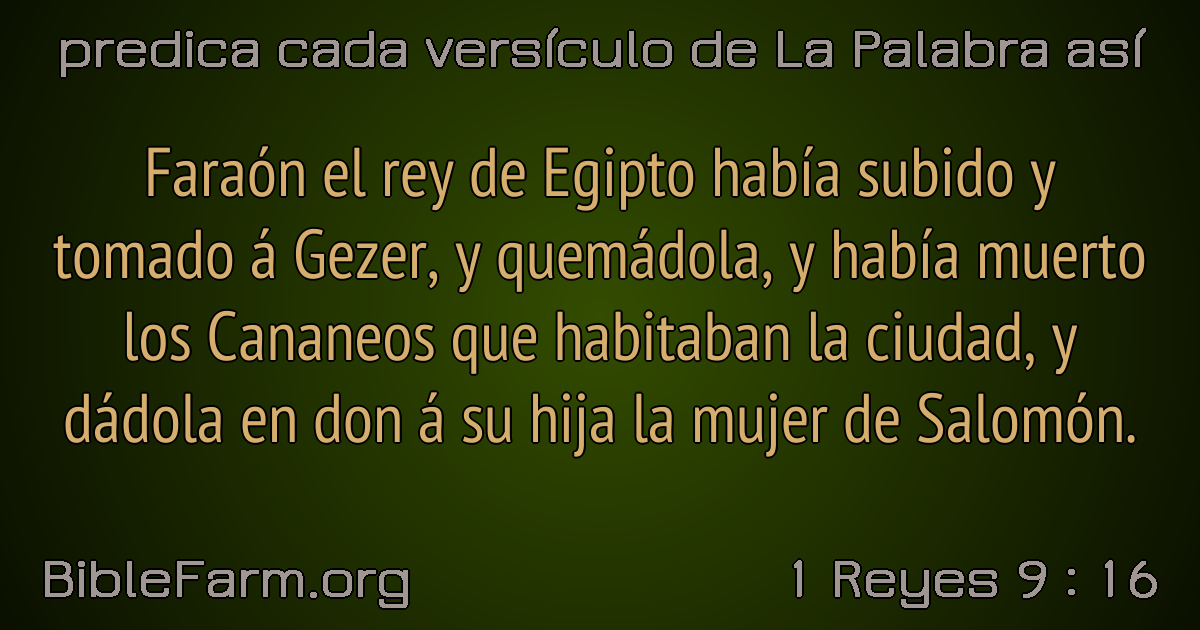 predica cada versículo de La Palabra así
Faraón el rey de Egipto había subido y
tomado á Gezer, y quemádola, y había muerto
los Cananeos que habitaban la ciudad, y
dádola en don á su hija la mujer de Salomón.
BibleFarm.org
1 Reyes 9 : 16